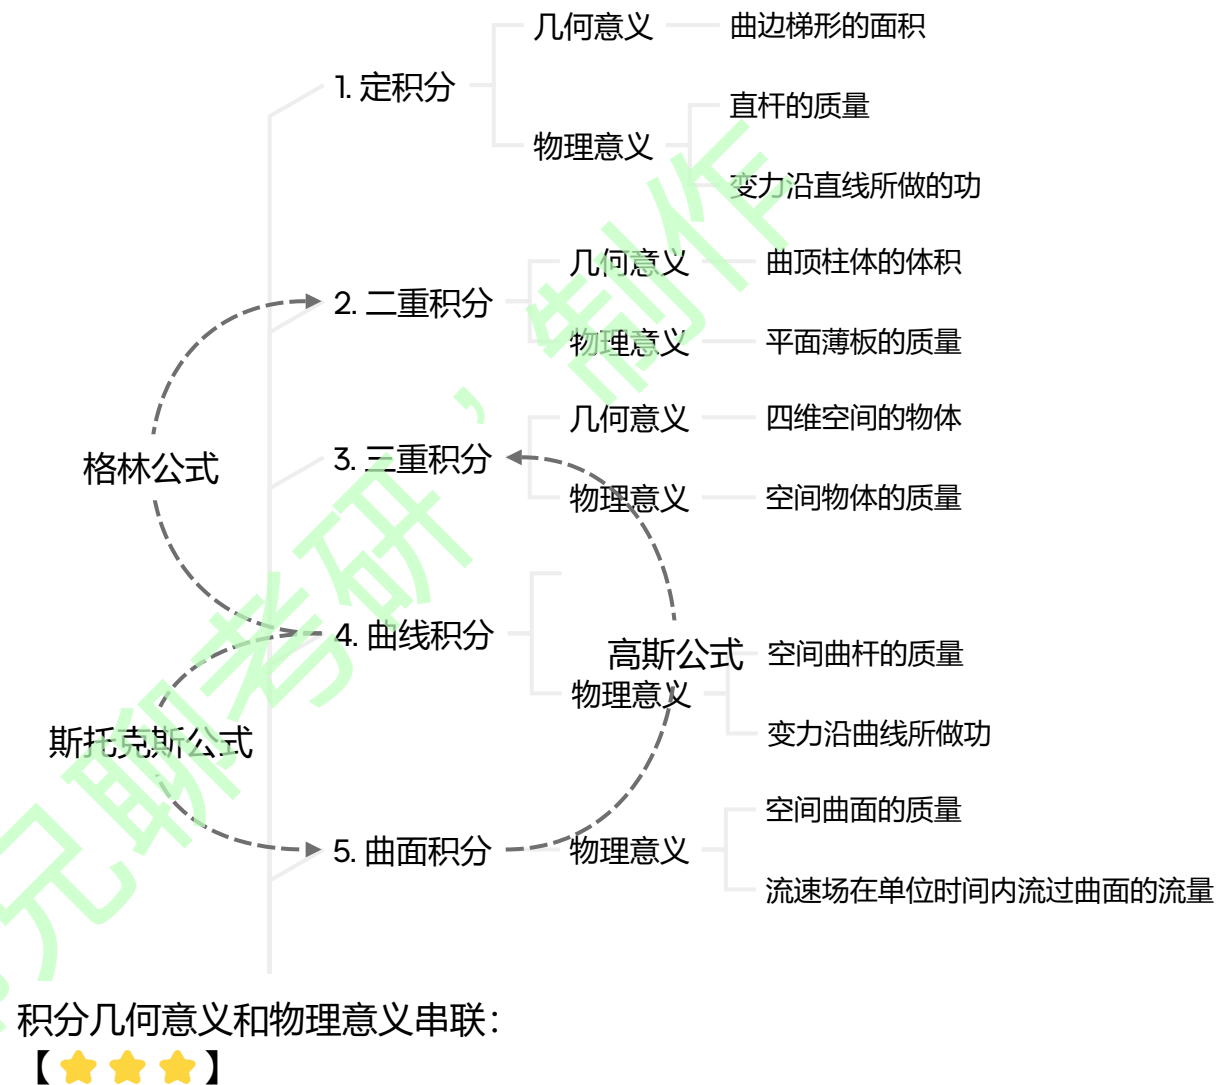 1. 定积分
几何意义
曲边梯形的面积
物理意义
直杆的质量
变力沿直线所做的功
2. 二重积分
几何意义
曲顶柱体的体积
物理意义
平面薄板的质量
3. 三重积分
几何意义
四维空间的物体
物理意义
空间物体的质量
格林公式
4. 曲线积分
物理意义
空间曲杆的质量
变力沿曲线所做功
高斯公式
斯托克斯公式
5. 曲面积分
物理意义
空间曲面的质量
流速场在单位时间内流过曲面的流量
积分几何意义和物理意义串联：
【⭐⭐⭐】
兄聊考研，制作